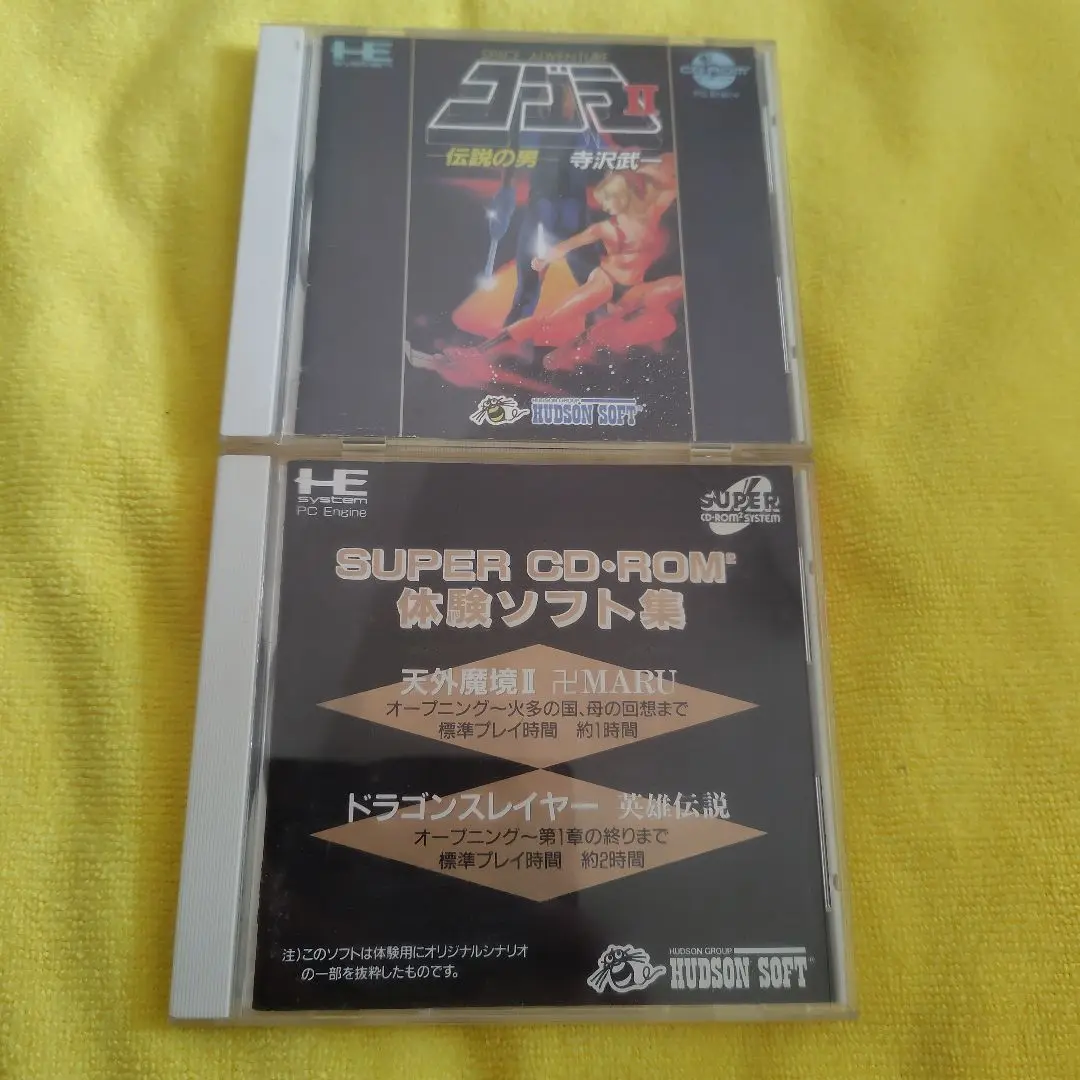 HE
SPACE ADVENTURE
コブラII
CD-ROM²
PC Engine
伝説の男 寺沢武一
HUDSON GROUP
HUDSON SOFT
HE
system
PC Engine
SUPER
CD-ROM² SYSTEM
SUPER CD・ROM²
体験ソフト集
天外魔境II 卍MARU
オープニング〜火多の国、母の回想まで
標準プレイ時間 約1時間
ドラゴンスレイヤー 英雄伝説
オープニング〜第1章の終りまで
標準プレイ時間 約2時間
注)このソフトは体験用にオリジナルシナリオ
の一部を抜粋したものです。
HUDSON GROUP
HUDSON SOFT™